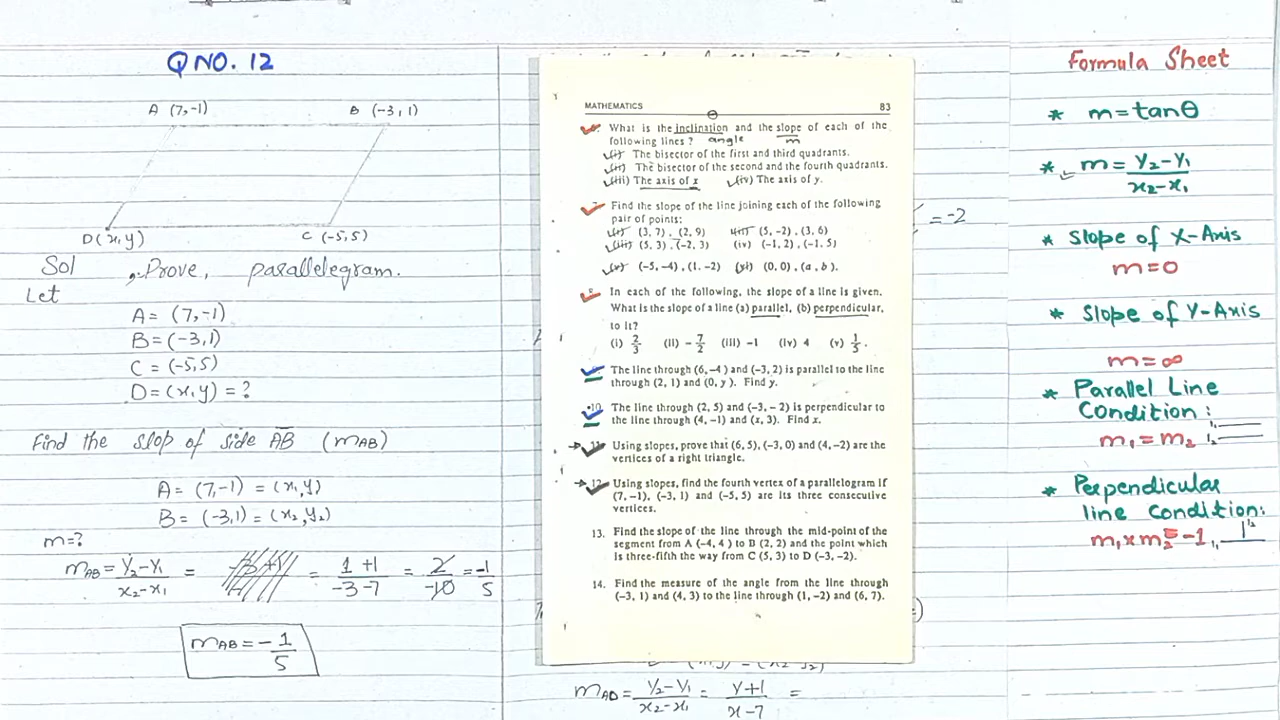 Q NO. 12
A (7,-1)
B (-3,1)
D(x,y)
C (-5,5)
Sol
Prove, parallelegram.
Let
A = (7,-1)
B = (-3,1)
C = (-5,5)
D = (x,y) = ?
Find the slop of side AB (mAB)
A = (7,-1) = (x₁,y)
B = (-3,1) = (x₂,y₂)
m=?
mAB = y₂-y₁/x₂-x₁ = = 1+1/-3-7 = 2/-10 = -1/5
mAB = -1/5
MATHEMATICS 83
θ
What is the inclination and the slope of each of the
following lines ? angle m
(i) The bisector of the first and third quadrants.
(ii) The bisector of the second and the fourth quadrants.
(iii) The axis of x (iv) The axis of y.
7. Find the slope of the line joining each of the following
pair of points:
(i) (3, 7), (2, 9) (ii) (5, -2), (3, 6)
(iii) (5, 3), (-2, 3) (iv) (-1, 2), (-1, 5)
(v) (-5, -4), (1, -2) (vi) (0, 0), (a, b).
In each of the following, the slope of a line is given.
What is the slope of a line (a) parallel, (b) perpendicular,
to it?
(i) 2/3 (ii) -7/2 (iii) -1 (iv) 4 (v) 1/5.
The line through (6, -4) and (-3, 2) is parallel to the line
through (2, 1) and (0, y). Find y.
10 The line through (2, 5) and (-3, -2) is perpendicular to
the line through (4, -1) and (x, 3). Find x.
11. Using slopes, prove that (6, 5), (-3, 0) and (4, -2) are the
vertices of a right triangle.
12. Using slopes, find the fourth vertex of a parallelogram if
(7, -1), (-3, 1) and (-5, 5) are its three consecutive
vertices.
13. Find the slope of the line through the mid-point of the
segment from A (-4, 4) to B (2, 2) and the point which
is three-fifth the way from C (5, 3) to D (-3, -2).
14. Find the measure of the angle from the line through
(-3, 1) and (4, 3) to the line through (1, -2) and (6, 7).
= -2
mAD = y₂-y₁/x₂-x₁ = y+1/x-7 =
Formula Sheet
* m = tanθ
* m = y₂-y₁/x₂-x₁
* Slope of X-Axis
m = 0
* Slope of Y-Axis
m = ∞
* Parallel Line
Condition :
m₁ = m₂
* Perpendicular
line Condition:
m₁ x m₂ = -1